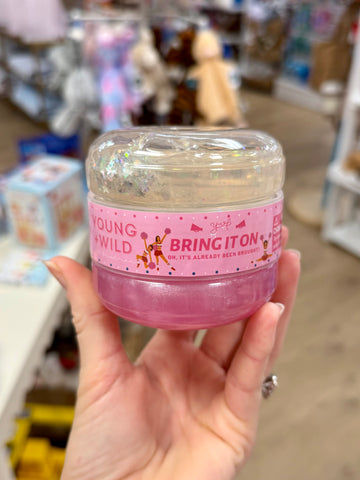 YOUNG
+WILD
BRING IT ON
OH, IT'S ALREADY BEEN BROUGHT